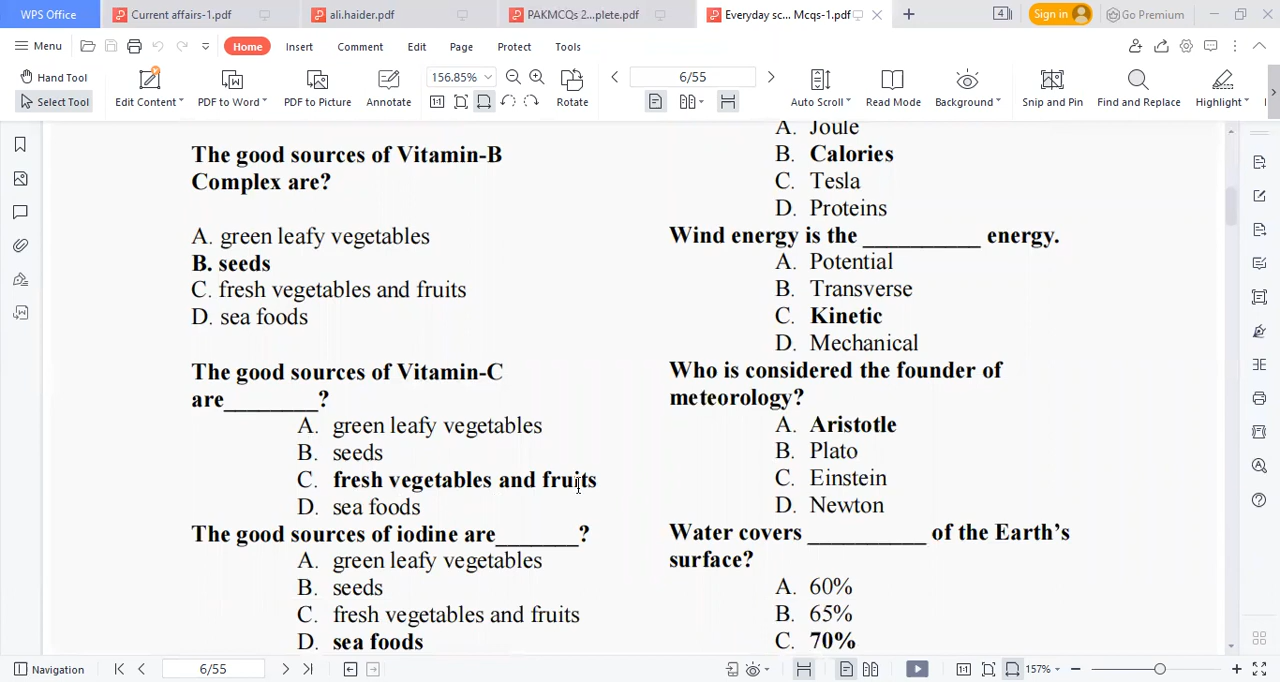 WPS Office
Current affairs-1.pdf
ali.haider.pdf
PAKMCQs 2...plete.pdf
Everyday sc... Mcqs-1.pdf
4
Sign in
Go Premium
Menu
Home
Insert
Comment
Edit
Page
Protect
Tools
Hand Tool
Select Tool
Edit Content
PDF to Word
PDF to Picture
Annotate
156.85%
Rotate
6/55
Auto Scroll
Read Mode
Background
Snip and Pin
Find and Replace
Highlight
The good sources of Vitamin-B
Complex are?
A. green leafy vegetables
B. seeds
C. fresh vegetables and fruits
D. sea foods
The good sources of Vitamin-C
are________?
A. green leafy vegetables
B. seeds
C. fresh vegetables and fruits
D. sea foods
The good sources of iodine are_______?
A. green leafy vegetables
B. seeds
C. fresh vegetables and fruits
D. sea foods
A. Joule
B. Calories
C. Tesla
D. Proteins
Wind energy is the __________ energy.
A. Potential
B. Transverse
C. Kinetic
D. Mechanical
Who is considered the founder of
meteorology?
A. Aristotle
B. Plato
C. Einstein
D. Newton
Water covers __________ of the Earth’s
surface?
A. 60%
B. 65%
C. 70%
Navigation
6/55
157%